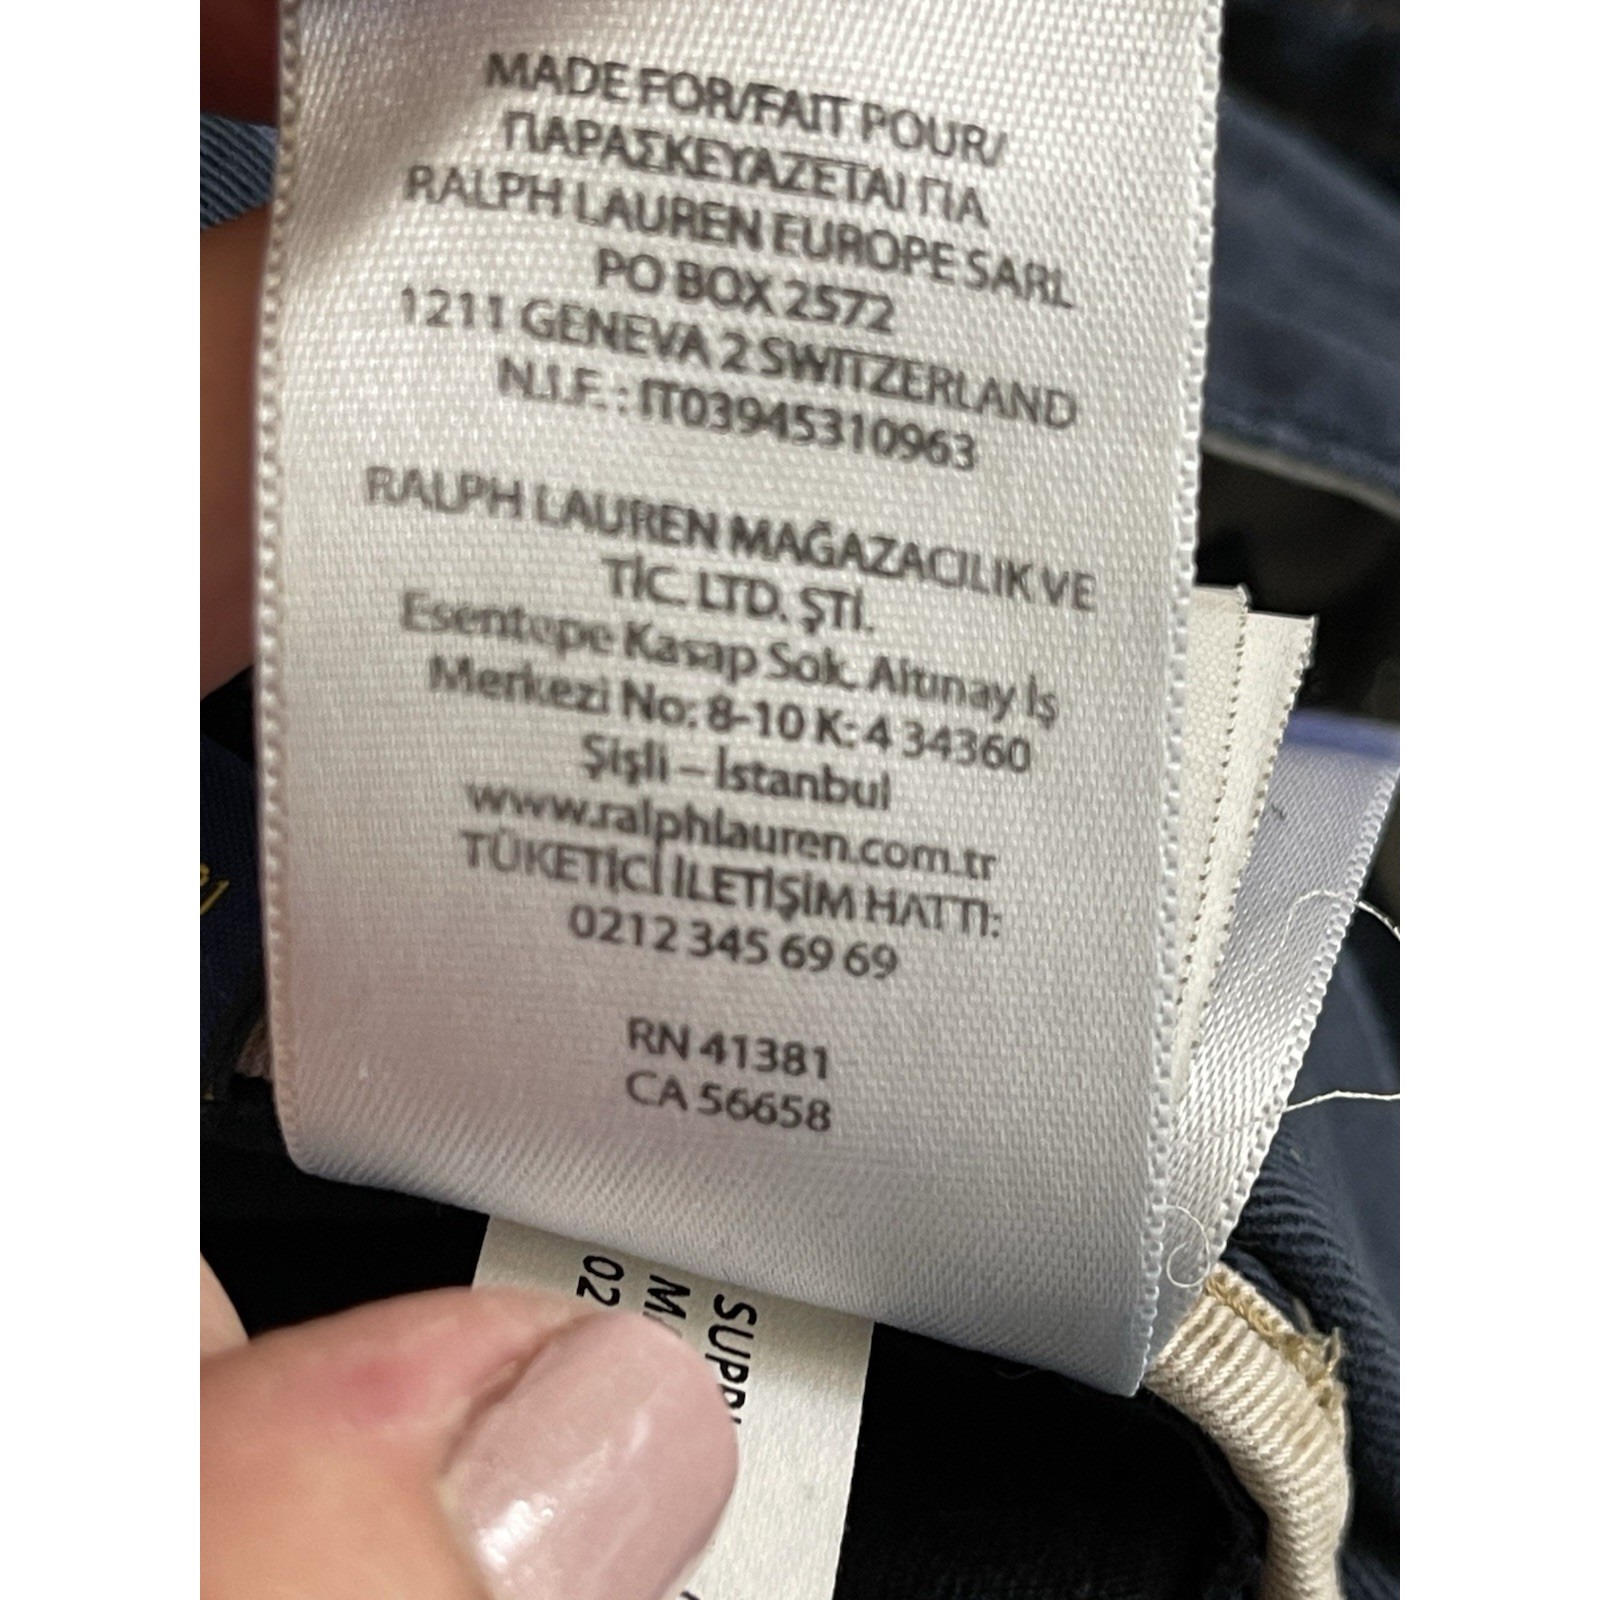 MADE FOR/FAIT POUR/
ΠΑΡΑΣΚΕΥΑΖΕΤΑΙ ΓΙΑ
RALPH LAUREN EUROPE SARL
PO BOX 2572
1211 GENEVA 2 SWITZERLAND
N.I.F. : IT03945310963
RALPH LAUREN MAĞAZACILIK VE
TİC. LTD. ŞTİ.
Esentepe Kasap Sok. Altınay İş
Merkezi No: 8-10 K: 4 34360
Şişli – İstanbul
www.ralphlauren.com.tr
TÜKETİCİ İLETİŞİM HATTI:
0212 345 69 69
RN 41381
CA 56658
02